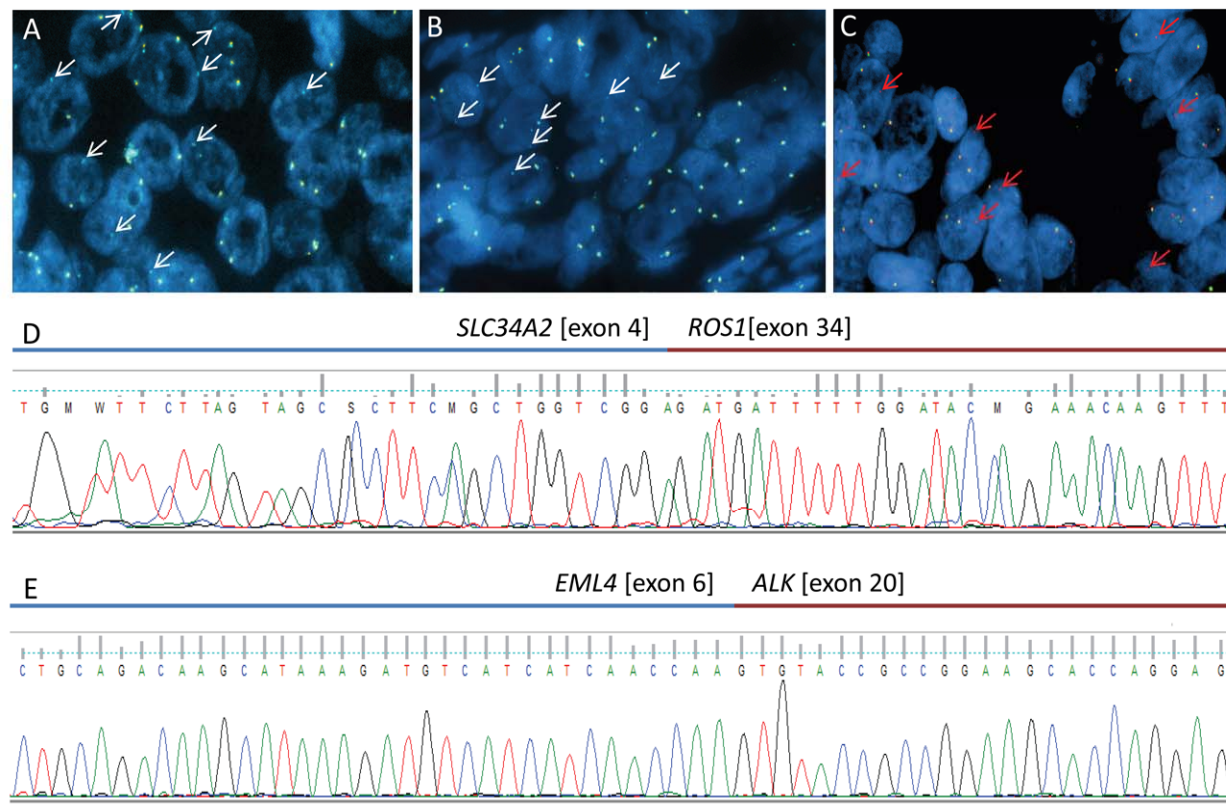 A
B
C
D
SLC34A2 [exon 4] ROS1[exon 34]
T G M W T T C T T A G T A G C S C T T C M G C T G G T C G G A G A T G A T T T T T G G A T A C M G A A A C A A G T T T
E
EML4 [exon 6] ALK [exon 20]
C T G C A G A C A A G C A T A A A G A T G T C A T C A T C A A C C A A G T G T A C C G C C G G A A G C A C C A G G A G